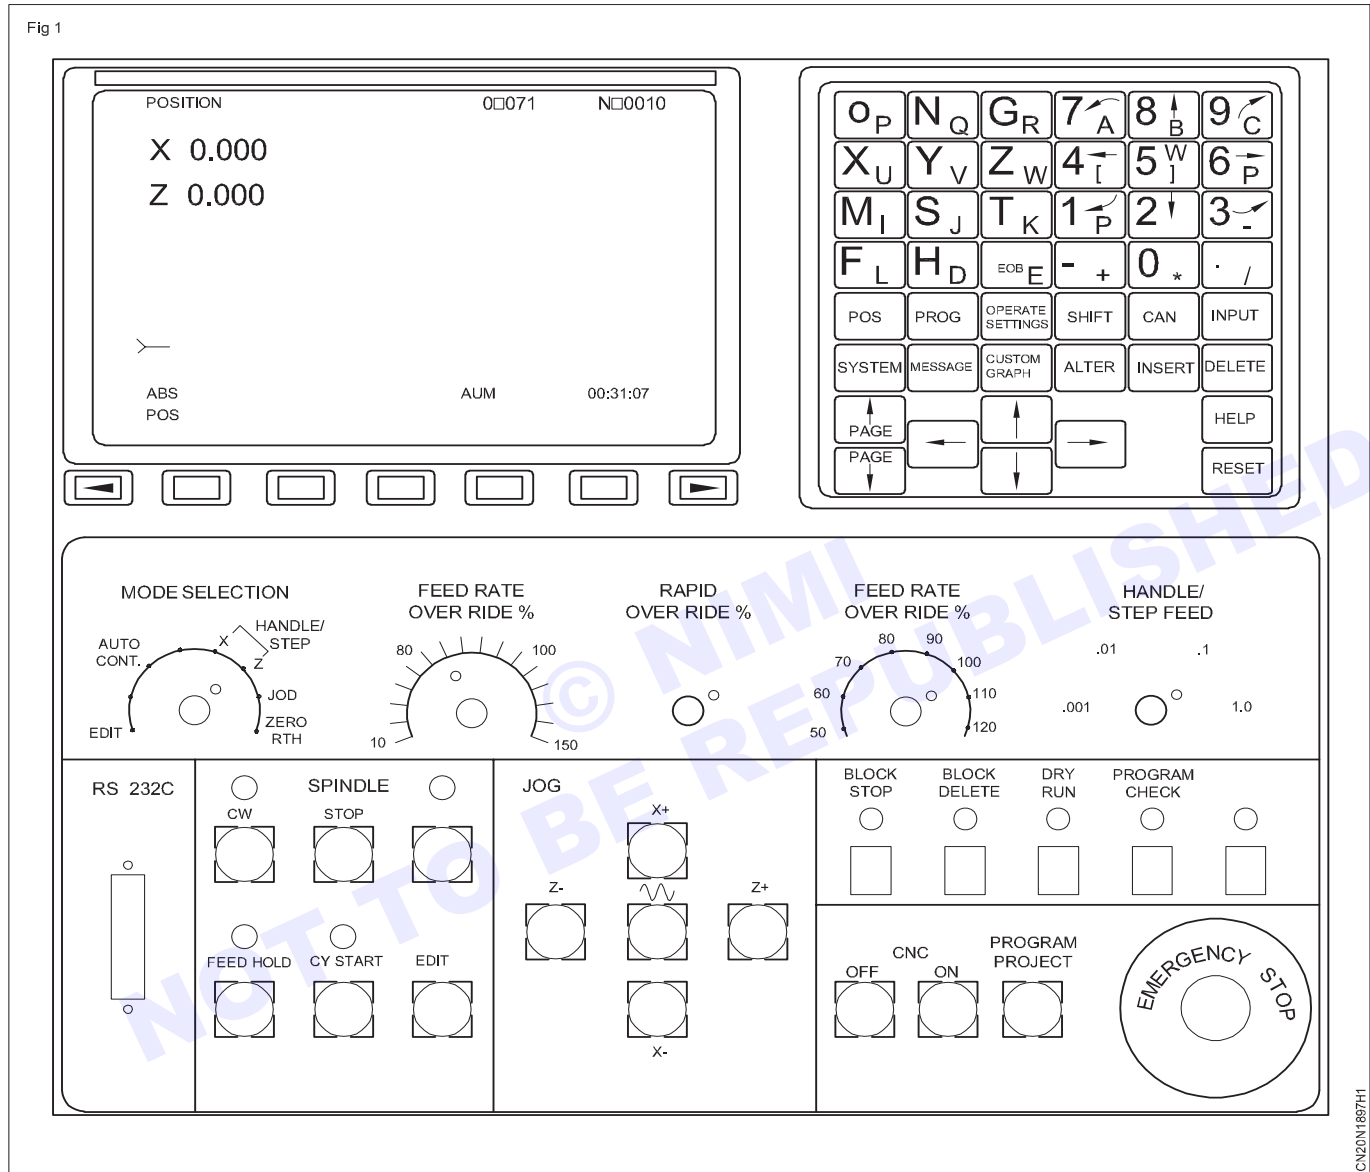 Fig 1
POSITION 0□071 N□0010
X 0.000
Z 0.000
ABS AUM 00:31:07
POS
O P N Q G R 7 A 8 B 9 C
X U Y V Z W 4 [ 5 W ] 6 P
M I S J T K 1 P 2 3 -
F L H D EOB E - + 0 * . /
POS PROG OPERATE SETTINGS SHIFT CAN INPUT
SYSTEM MESSAGE CUSTOM GRAPH ALTER INSERT DELETE
PAGE HELP
PAGE RESET
MODE SELECTION
HANDLE/
STEP
AUTO
CONT.
X
Z
JOD
ZERO
RTH
EDIT
FEED RATE
OVER RIDE %
80 100
10 150
RAPID
OVER RIDE %
FEED RATE
OVER RIDE %
80 90
70 100
60 110
50 120
HANDLE/
STEP FEED
.01 .1
.001 1.0
RS 232C
SPINDLE
CW STOP
FEED HOLD CY START EDIT
JOG
X+
Z- Z+
X-
BLOCK
STOP
BLOCK
DELETE
DRY
RUN
PROGRAM
CHECK
CNC
OFF ON
PROGRAM
PROJECT
EMERGENCY STOP
© NIMI
NOT TO BE REPUBLISHED
CN20N1897H1